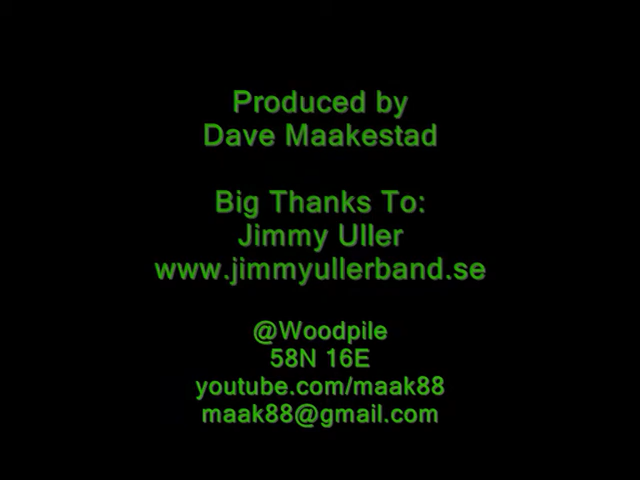 Produced by
Dave Maakestad
Big Thanks To:
Jimmy Uller
www.jimmyullerband.se
@Woodpile
58N 16E
youtube.com/maak88
maak88@gmail.com